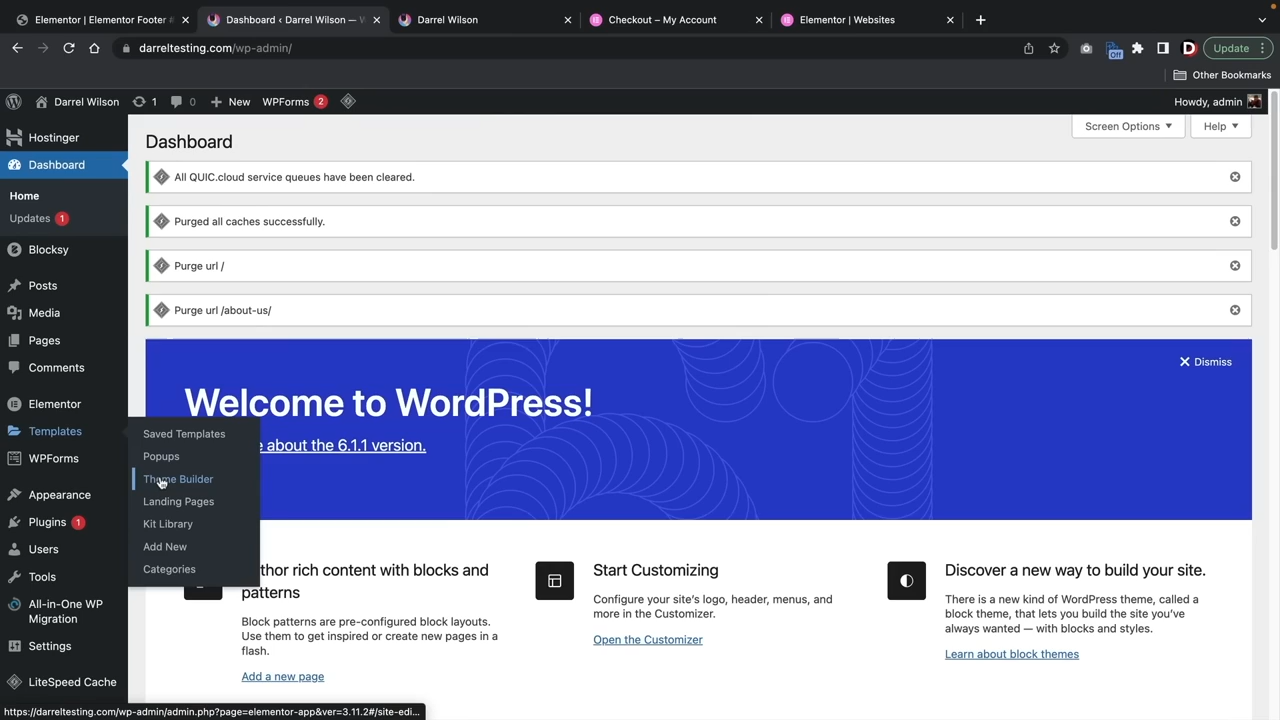 Elementor | Elementor Footer
Dashboard ‹ Darrel Wilson — W
Darrel Wilson
Checkout – My Account
Elementor | Websites
darreltesting.com/wp-admin/
Off
D
Update
Other Bookmarks
Darrel Wilson
1
0
New
WPForms 2
Howdy, admin
Hostinger
Dashboard
Home
Updates 1
Blocksy
Posts
Media
Pages
Comments
Elementor
Templates
WPForms
Appearance
Plugins 1
Users
Tools
All-in-One WP
Migration
Settings
LiteSpeed Cache
Saved Templates
Popups
Theme Builder
Landing Pages
Kit Library
Add New
Categories
Dashboard
Screen Options
Help
All QUIC.cloud service queues have been cleared.
Purged all caches successfully.
Purge url /
Purge url /about-us/
Dismiss
Welcome to WordPress!
about the 6.1.1 version.
thor rich content with blocks and
patterns
Block patterns are pre-configured block layouts.
Use them to get inspired or create new pages in a
flash.
Add a new page
Start Customizing
Configure your site's logo, header, menus, and
more in the Customizer.
Open the Customizer
Discover a new way to build your site.
There is a new kind of WordPress theme, called a
block theme, that lets you build the site you've
always wanted — with blocks and styles.
Learn about block themes
https://darreltesting.com/wp-admin/admin.php?page=elementor-app&ver=3.11.2#/site-edi...